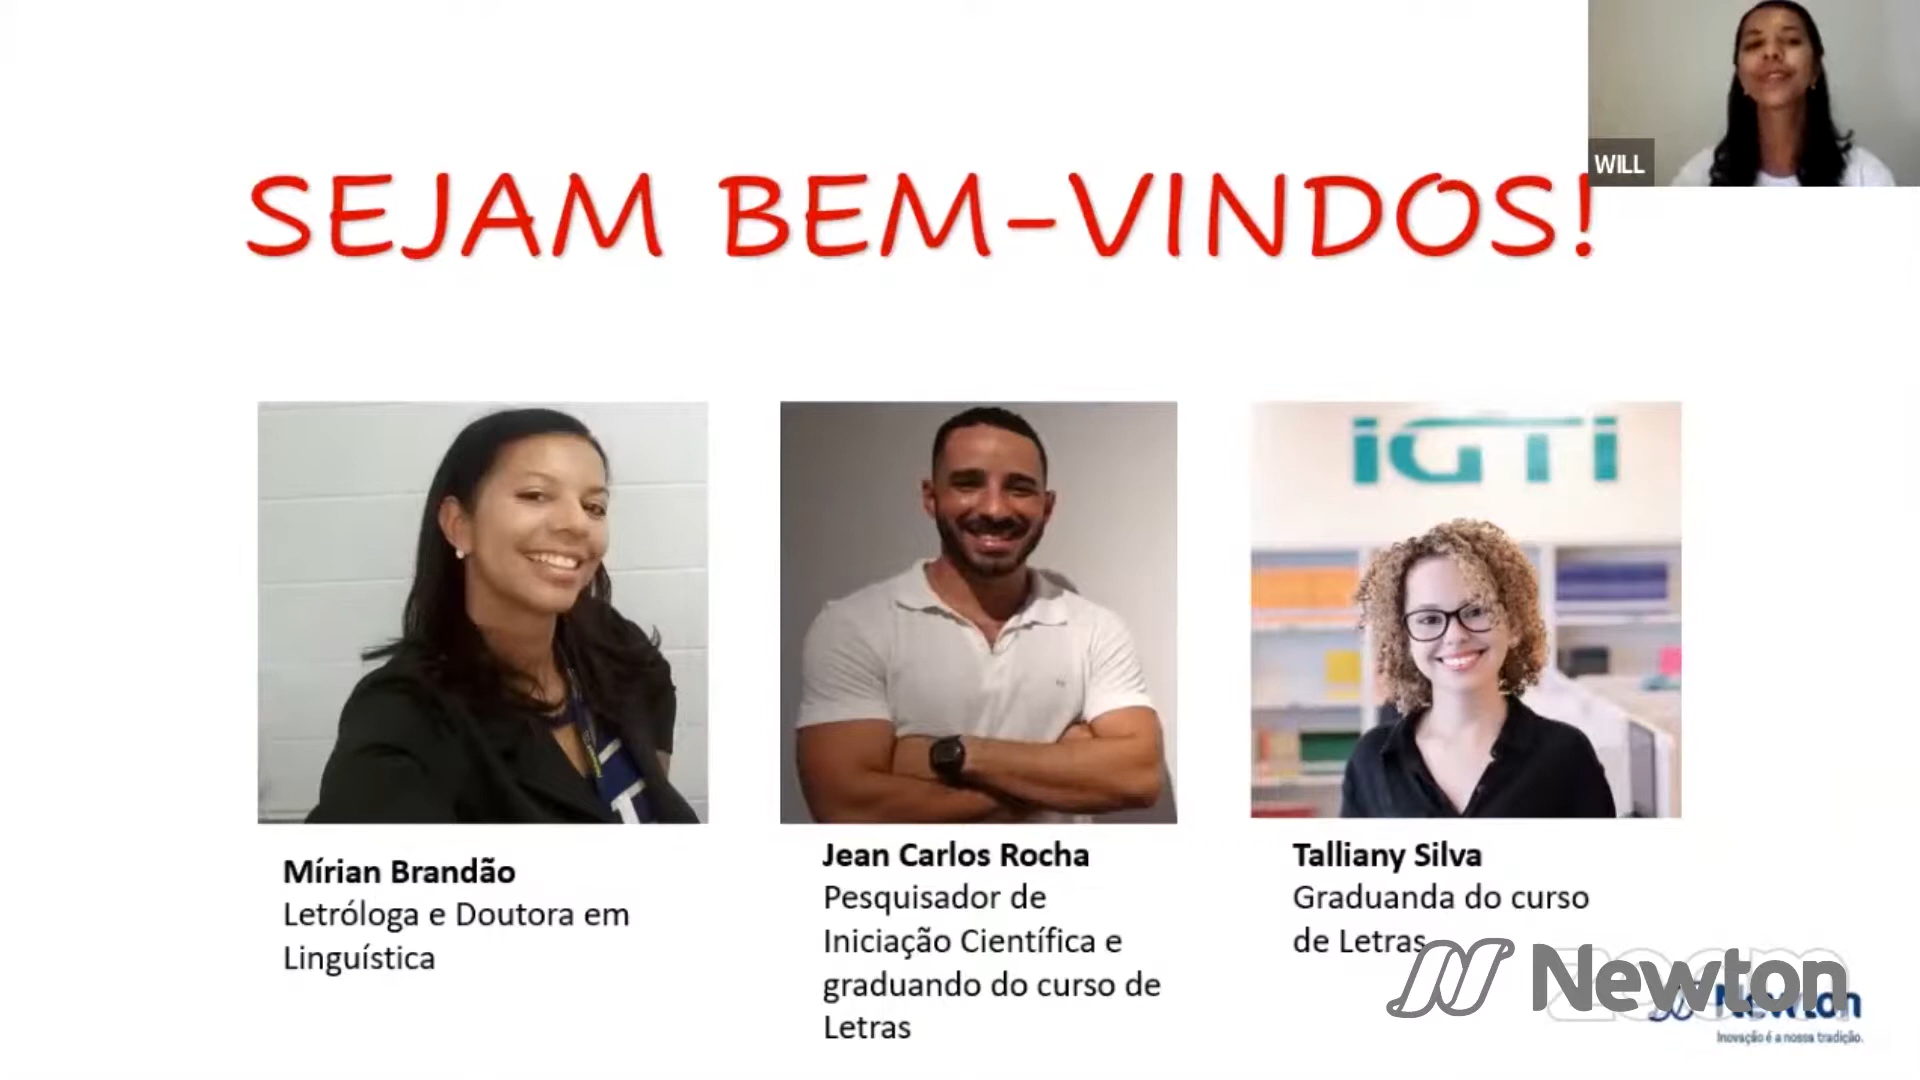 WILL
SEJAM BEM-VINDOS!
iGTi
Mírian Brandão
Letróloga e Doutora em
Linguística
Jean Carlos Rocha
Pesquisador de
Iniciação Científica e
graduando do curso de
Letras
Talliany Silva
Graduanda do curso
de Letras
Newton
zoom
Newton
Inovação é a nossa tradição.